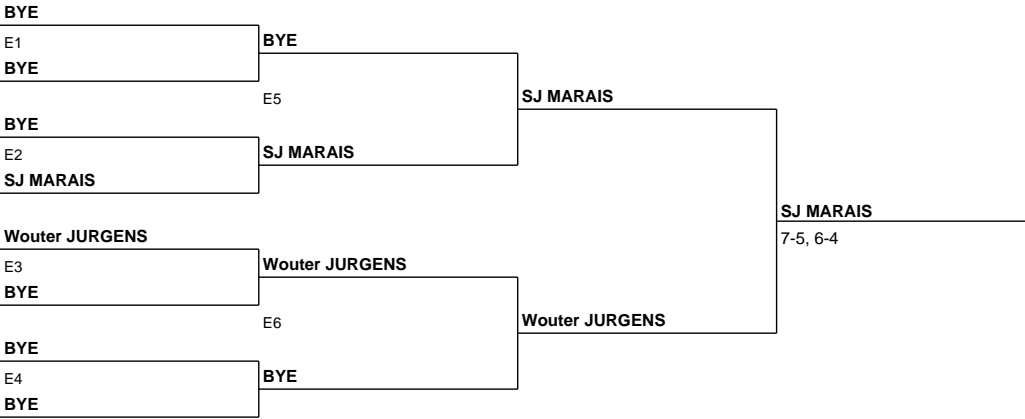 BYE
E1
BYE
BYE
E5
SJ MARAIS
BYE
E2
SJ MARAIS
SJ MARAIS
SJ MARAIS
7-5, 6-4
Wouter JURGENS
E3
Wouter JURGENS
BYE
E6
Wouter JURGENS
BYE
E4
BYE
BYE